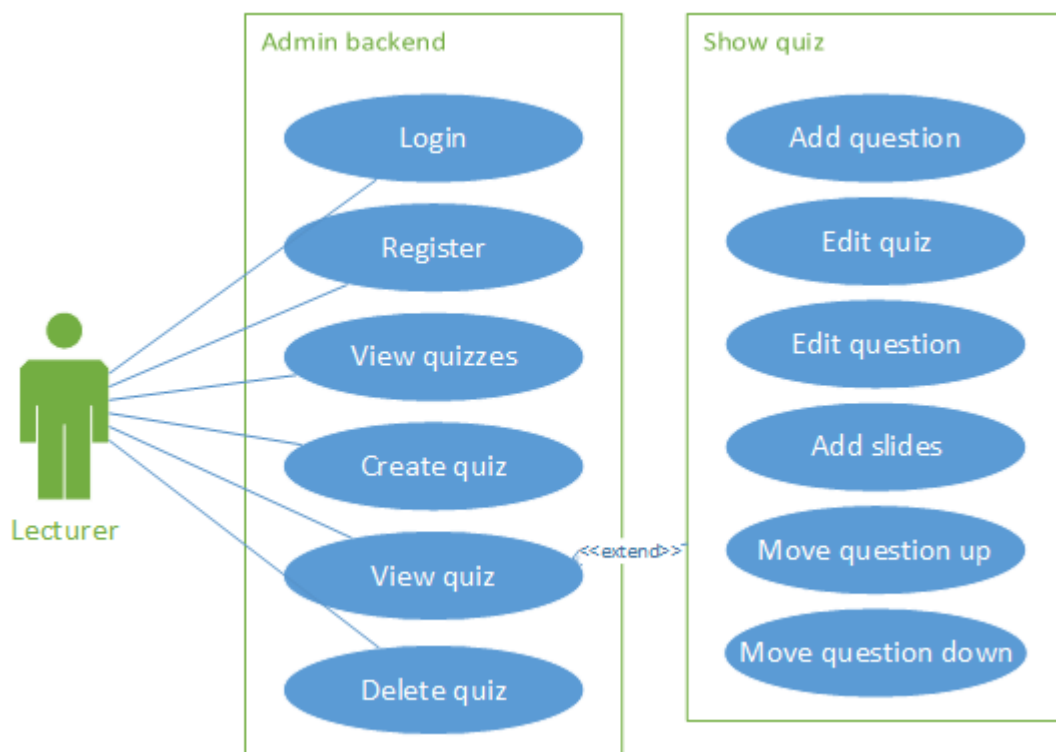 Admin backend
Login
Register
View quizzes
Create quiz
View quiz
Delete quiz
Lecturer
<<extend>>
Show quiz
Add question
Edit quiz
Edit question
Add slides
Move question up
Move question down